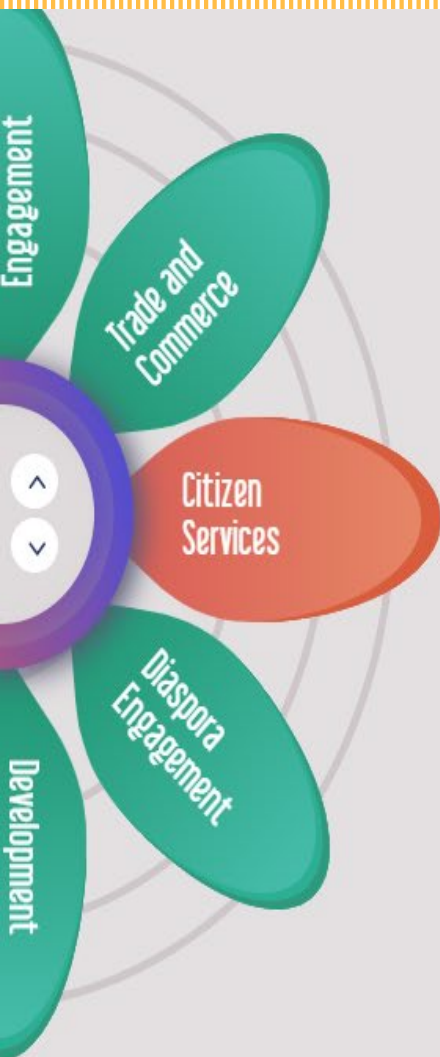 Engagement
Trade and
Commerce
Citizen
Services
Diaspora
Engagement
Development